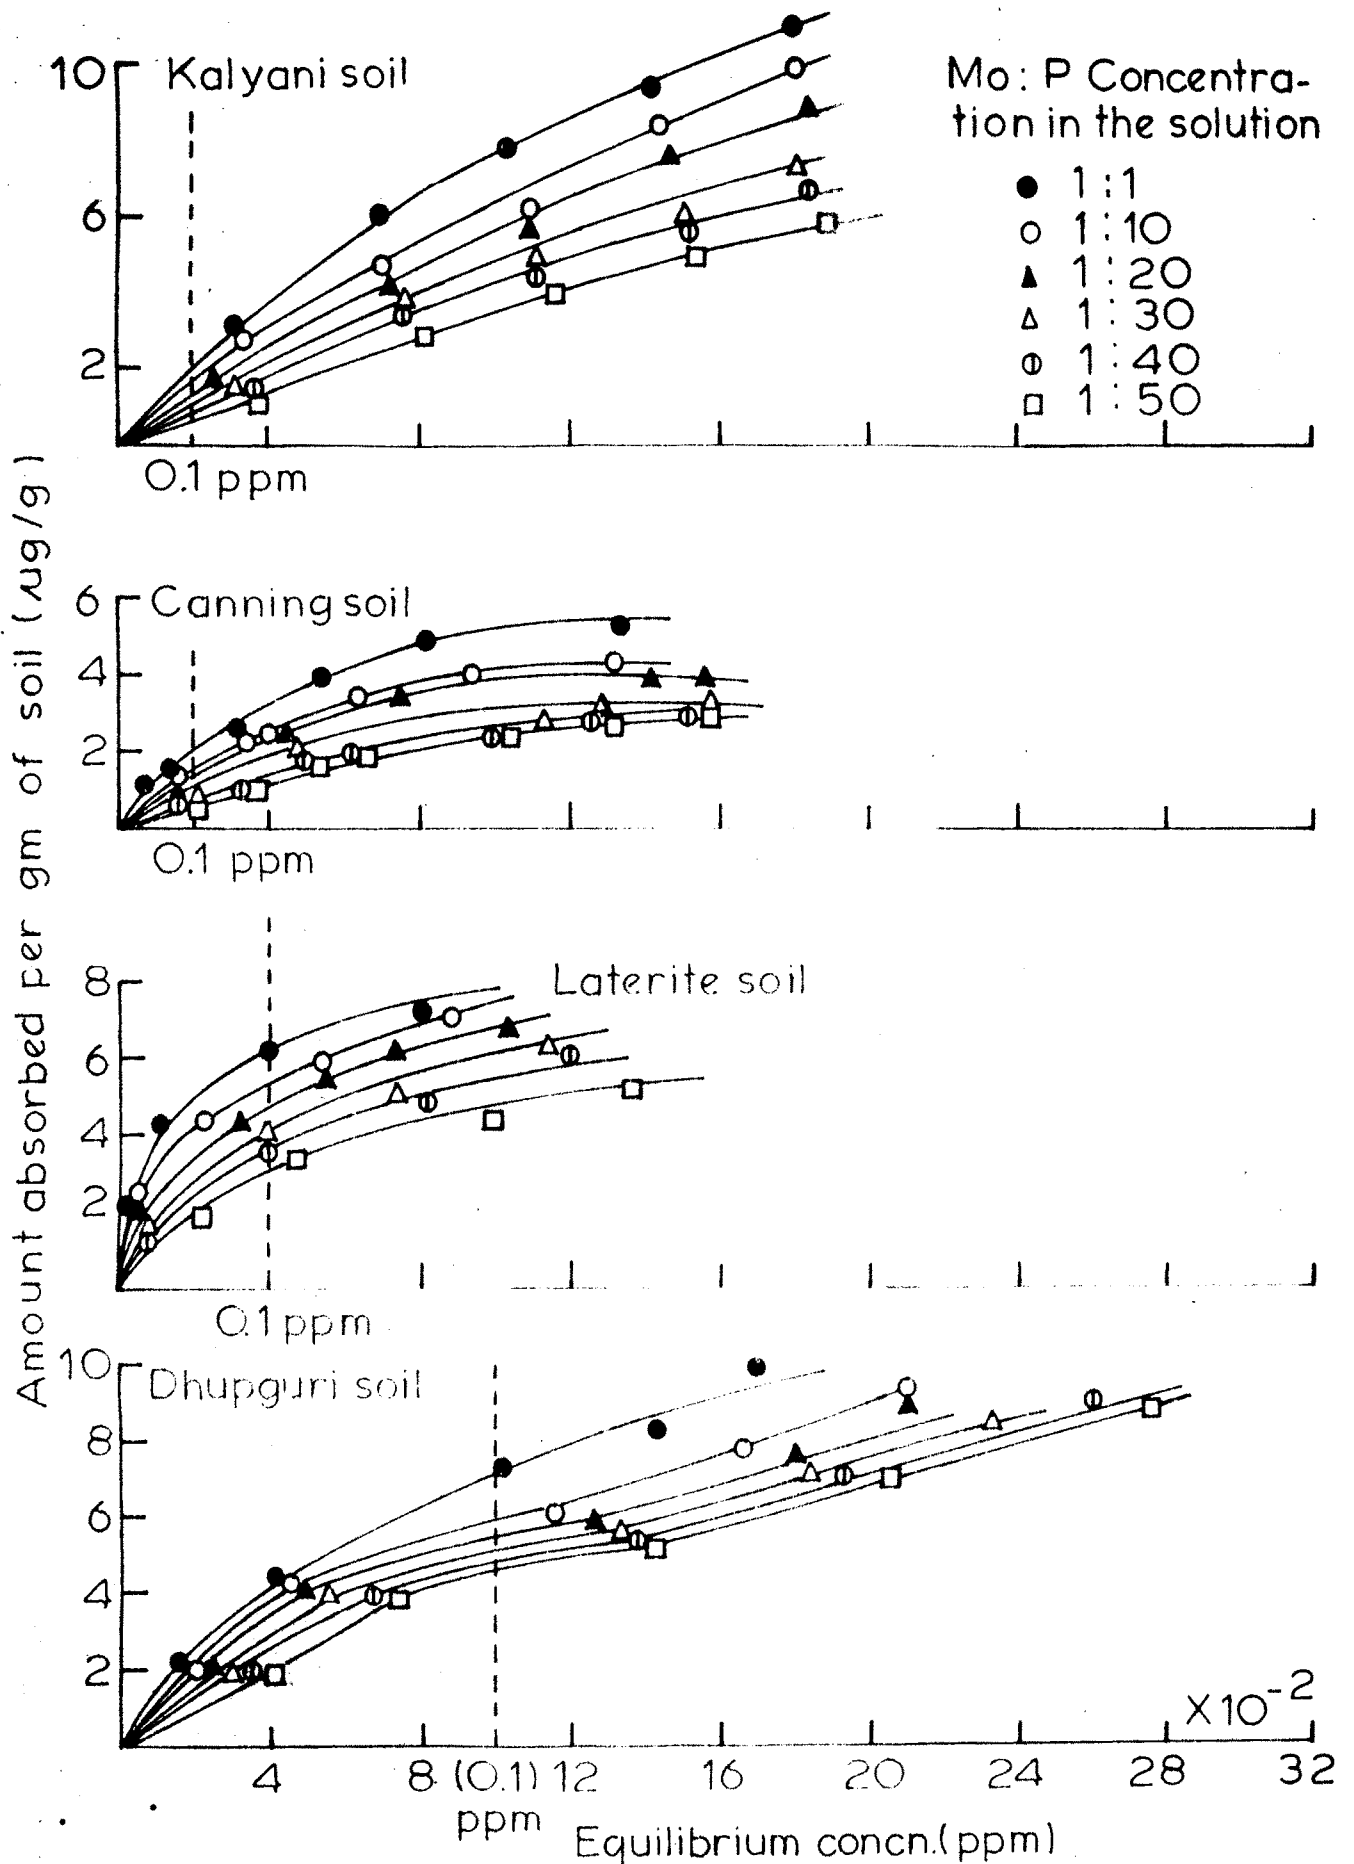 Amount absorbed per gm of soil (µg/g)
Kalyani soil
10
6
2
0.1 ppm
Mo: P Concentra-
tion in the solution
1:1
1:10
1:20
1:30
1:40
1:50
Canning soil
6
4
2
0.1 ppm
Laterite soil
8
6
4
2
0.1 ppm
Dhupguri soil
10
8
6
4
2
X10-2
4 8 (0.1) 12 16 20 24 28 32
ppm
Equilibrium concn.(ppm)